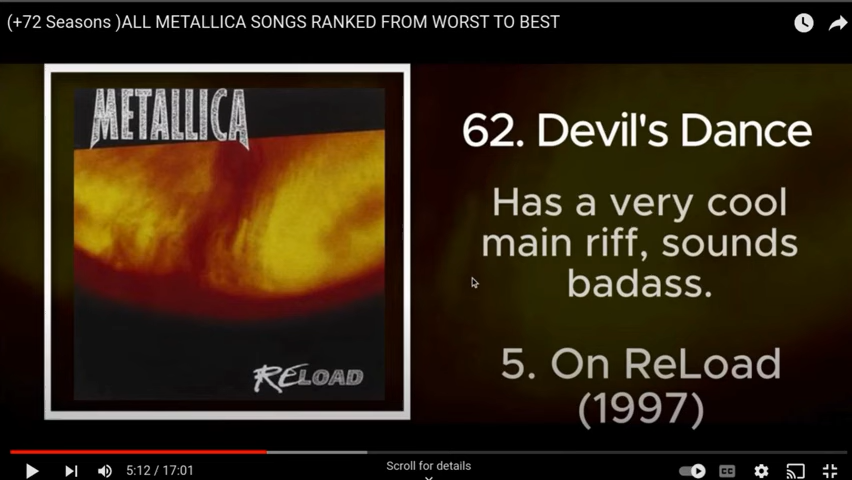 (+72 Seasons )ALL METALLICA SONGS RANKED FROM WORST TO BEST
METALLICA
RELOAD
62. Devil's Dance
Has a very cool
main riff, sounds
badass.
5. On ReLoad
(1997)
5:12 / 17:01
Scroll for details
CC